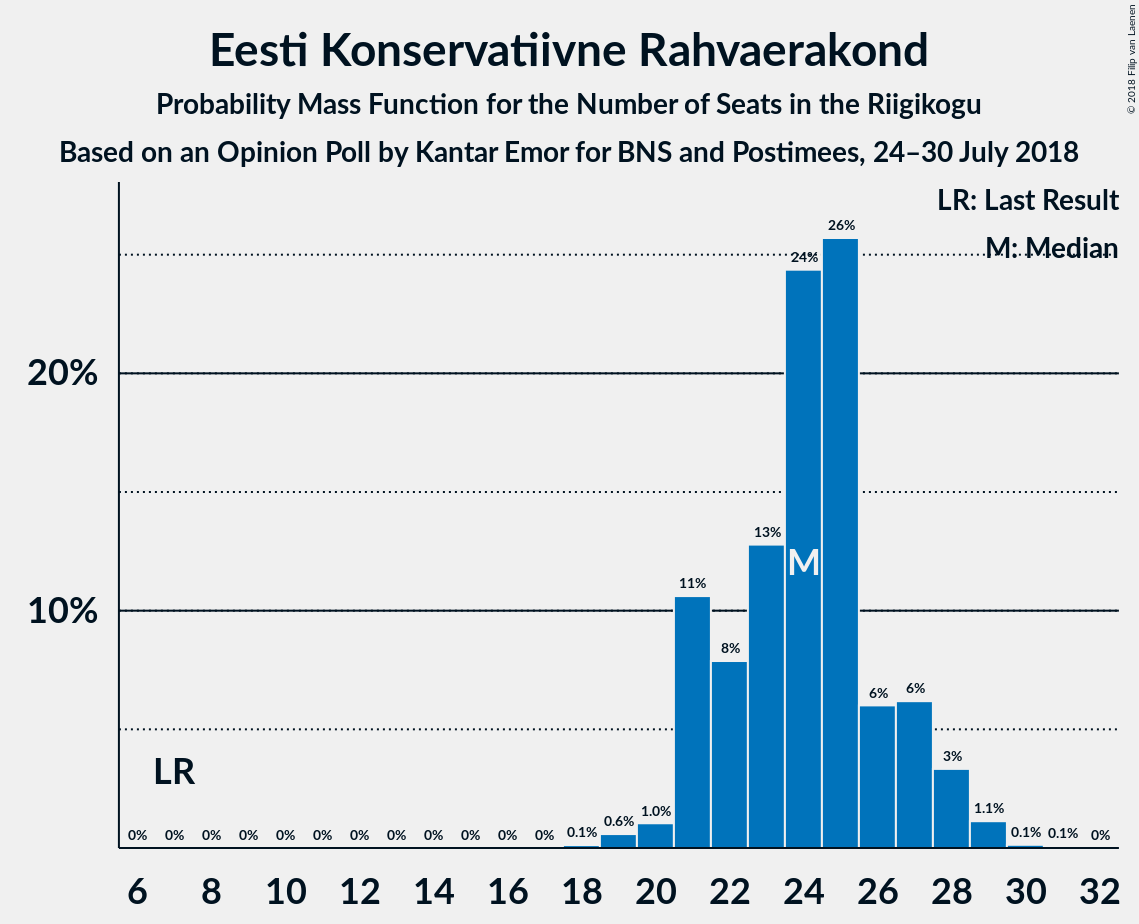 © 2018 Filip van Laenen
Eesti Konservatiivne Rahvaerakond
Probability Mass Function for the Number of Seats in the Riigikogu
Based on an Opinion Poll by Kantar Emor for BNS and Postimees, 24–30 July 2018
LR: Last Result
M: Median
26%
24%
20%
13%
M
11%
10%
8%
6% 6%
3%
LR
0% 0% 0% 0% 0% 0% 0% 0% 0% 0% 0% 0% 0.1% 0.6% 1.0% 1.1% 0.1% 0.1% 0%
6 8 10 12 14 16 18 20 22 24 26 28 30 32